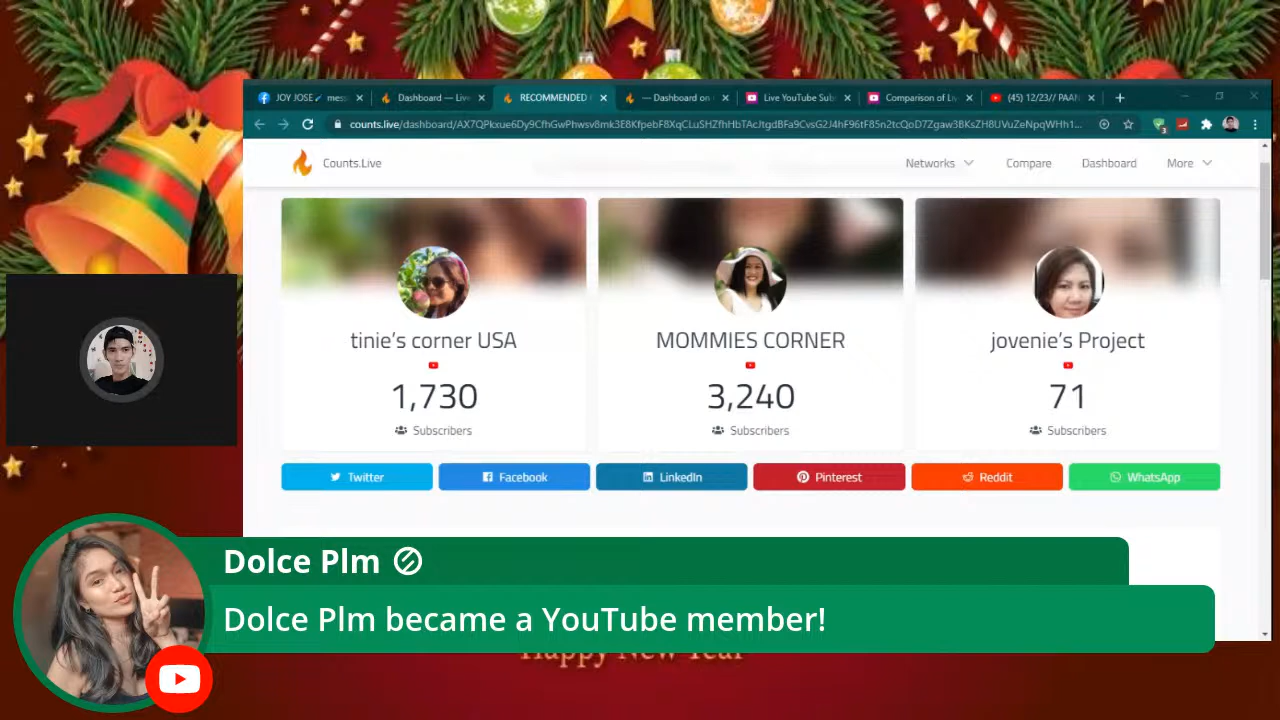 JOY JOSE✓ mess
Dashboard — Live
RECOMMENDED
— Dashboard on
Live YouTube Sub
Comparison of Liv
(45) 12/23// PAAN
counts.live/dashboard/
Counts.Live
Networks
Compare
Dashboard
More
tinie's corner USA
1,730
Subscribers
MOMMIES CORNER
3,240
Subscribers
jovenie's Project
71
Subscribers
Twitter
Facebook
LinkedIn
Pinterest
Reddit
WhatsApp
Dolce Plm
Dolce Plm became a YouTube member!
Happy New Year